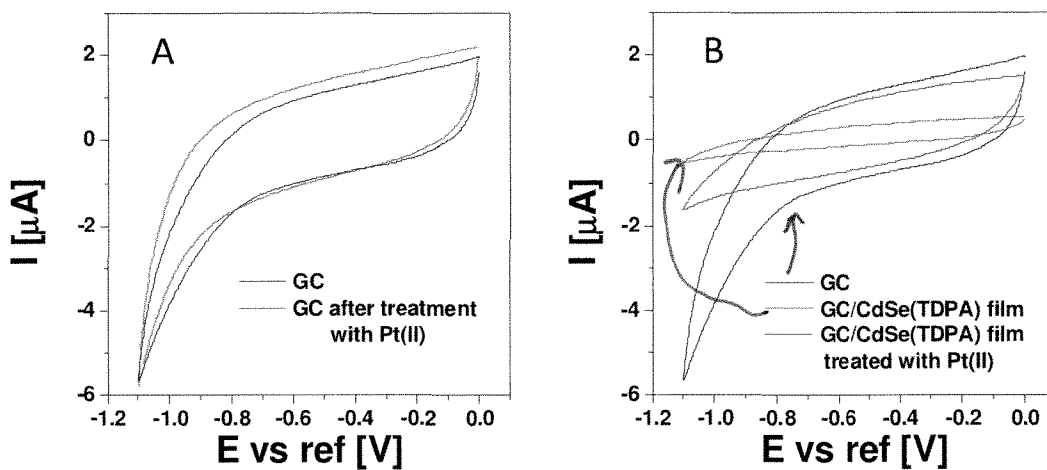 A
I [µA]
2
0
-2
-4
-6
GC
GC after treatment
with Pt(II)
-1.2 -1.0 -0.8 -0.6 -0.4 -0.2 0.0
E vs ref [V]
B
I [µA]
2
0
-2
-4
-6
GC
GC/CdSe(TDPA) film
GC/CdSe(TDPA) film
treated with Pt(II)
-1.2 -1.0 -0.8 -0.6 -0.4 -0.2 0.0
E vs ref [V]